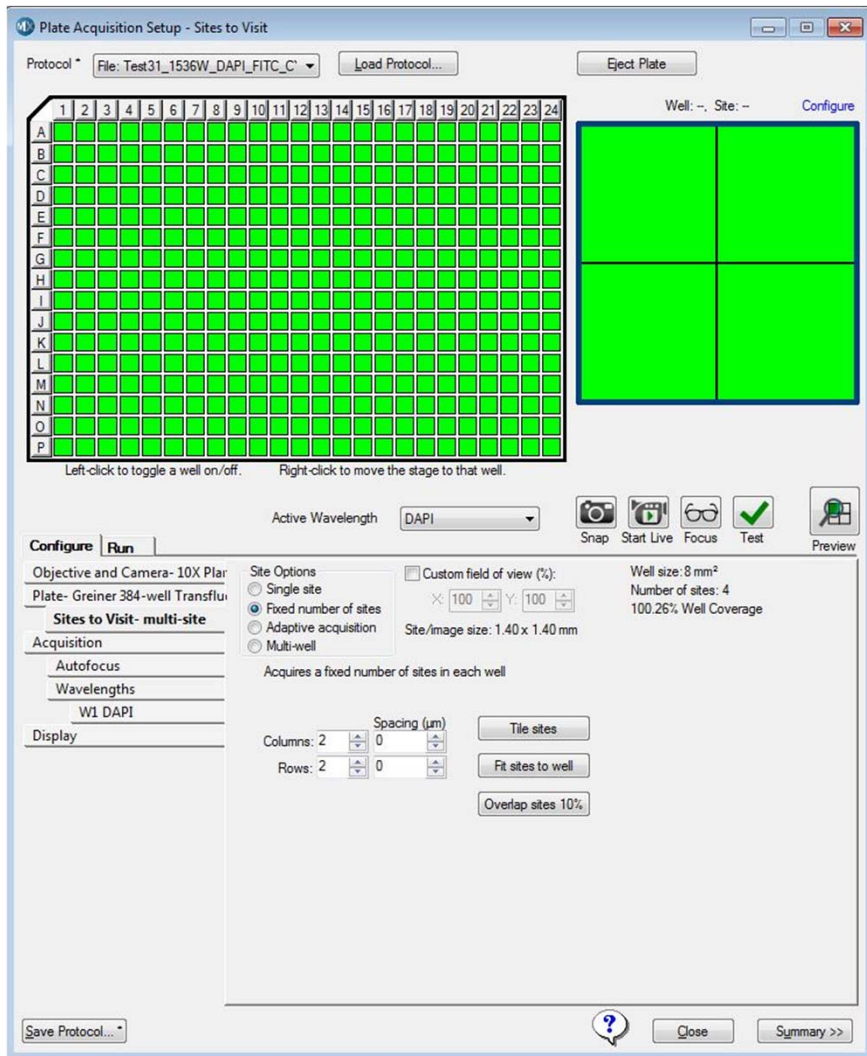 Plate Acquisition Setup - Sites to Visit
Protocol * File: Test31_1536W_DAPI_FITC_C' Load Protocol... Eject Plate
Well: --, Site: -- Configure
1 2 3 4 5 6 7 8 9 10 11 12 13 14 15 16 17 18 19 20 21 22 23 24
A
B
C
D
E
F
G
H
I
J
K
L
M
N
O
P
Left-click to toggle a well on/off. Right-click to move the stage to that well.
Active Wavelength DAPI
Snap Start Live Focus Test Preview
Configure Run
Objective and Camera- 10X Plan
Plate- Greiner 384-well Transflu
Sites to Visit- multi-site
Acquisition
Autofocus
Wavelengths
W1 DAPI
Display
Site Options
Single site
Fixed number of sites
Adaptive acquisition
Multi-well
Custom field of view (%):
X: 100 Y: 100
Site/image size: 1.40 x 1.40 mm
Well size: 8 mm²
Number of sites: 4
100.26% Well Coverage
Acquires a fixed number of sites in each well
Spacing (µm)
Columns: 2 0
Rows: 2 0
Tile sites
Fit sites to well
Overlap sites 10%
Save Protocol... * ? Close Summary >>